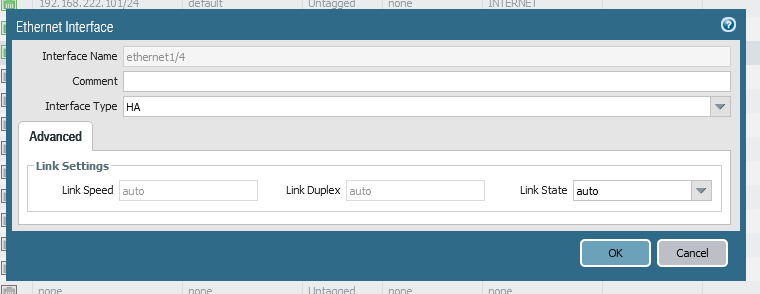 192.168.222.101/24 default Untagged none INTERNET
Ethernet Interface
Interface Name ethernet1/4
Comment
Interface Type HA
Advanced
Link Settings
Link Speed auto Link Duplex auto Link State auto
OK Cancel
none none Untagged none none